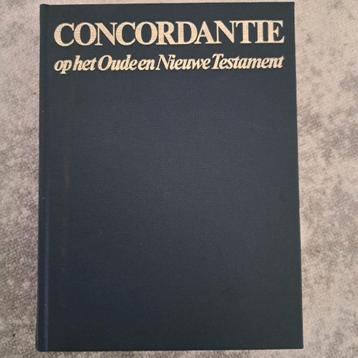 CONCORDANTIE
op het Oude en Nieuwe Testament